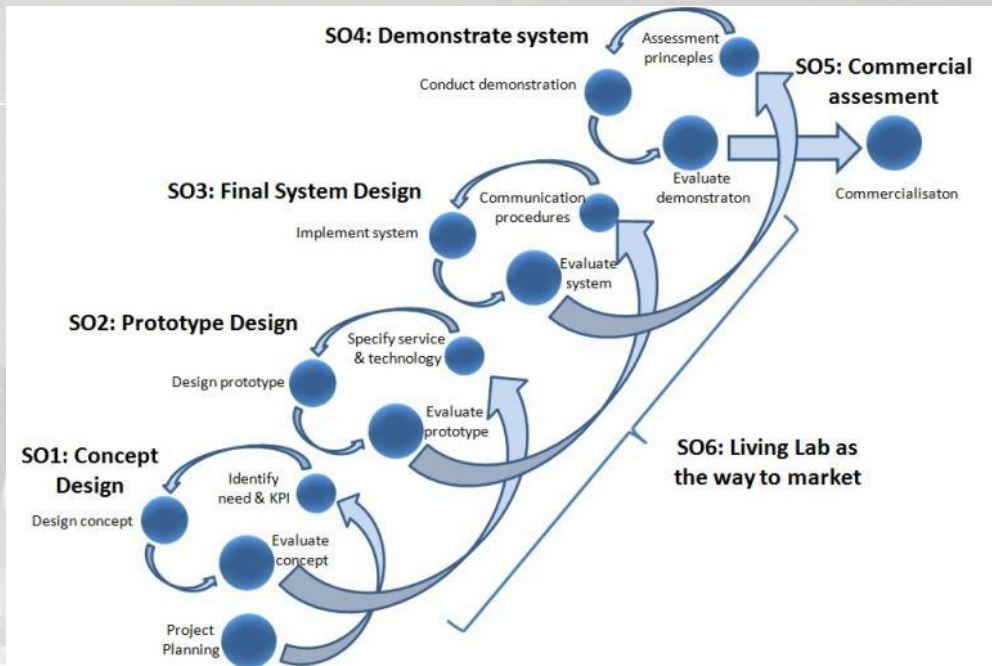 SO4: Demonstrate system
Assessment
princeples
Conduct demonstration
SO5: Commercial
assesment
Evaluate
demonstraton
Commercialisaton
SO3: Final System Design
Communication
procedures
Implement system
Evaluate
system
SO2: Prototype Design
Specify service
& technology
Design prototype
Evaluate
prototype
SO1: Concept
Design
Identify
need & KPI
Design concept
Evaluate
concept
SO6: Living Lab as
the way to market
Project
Planning